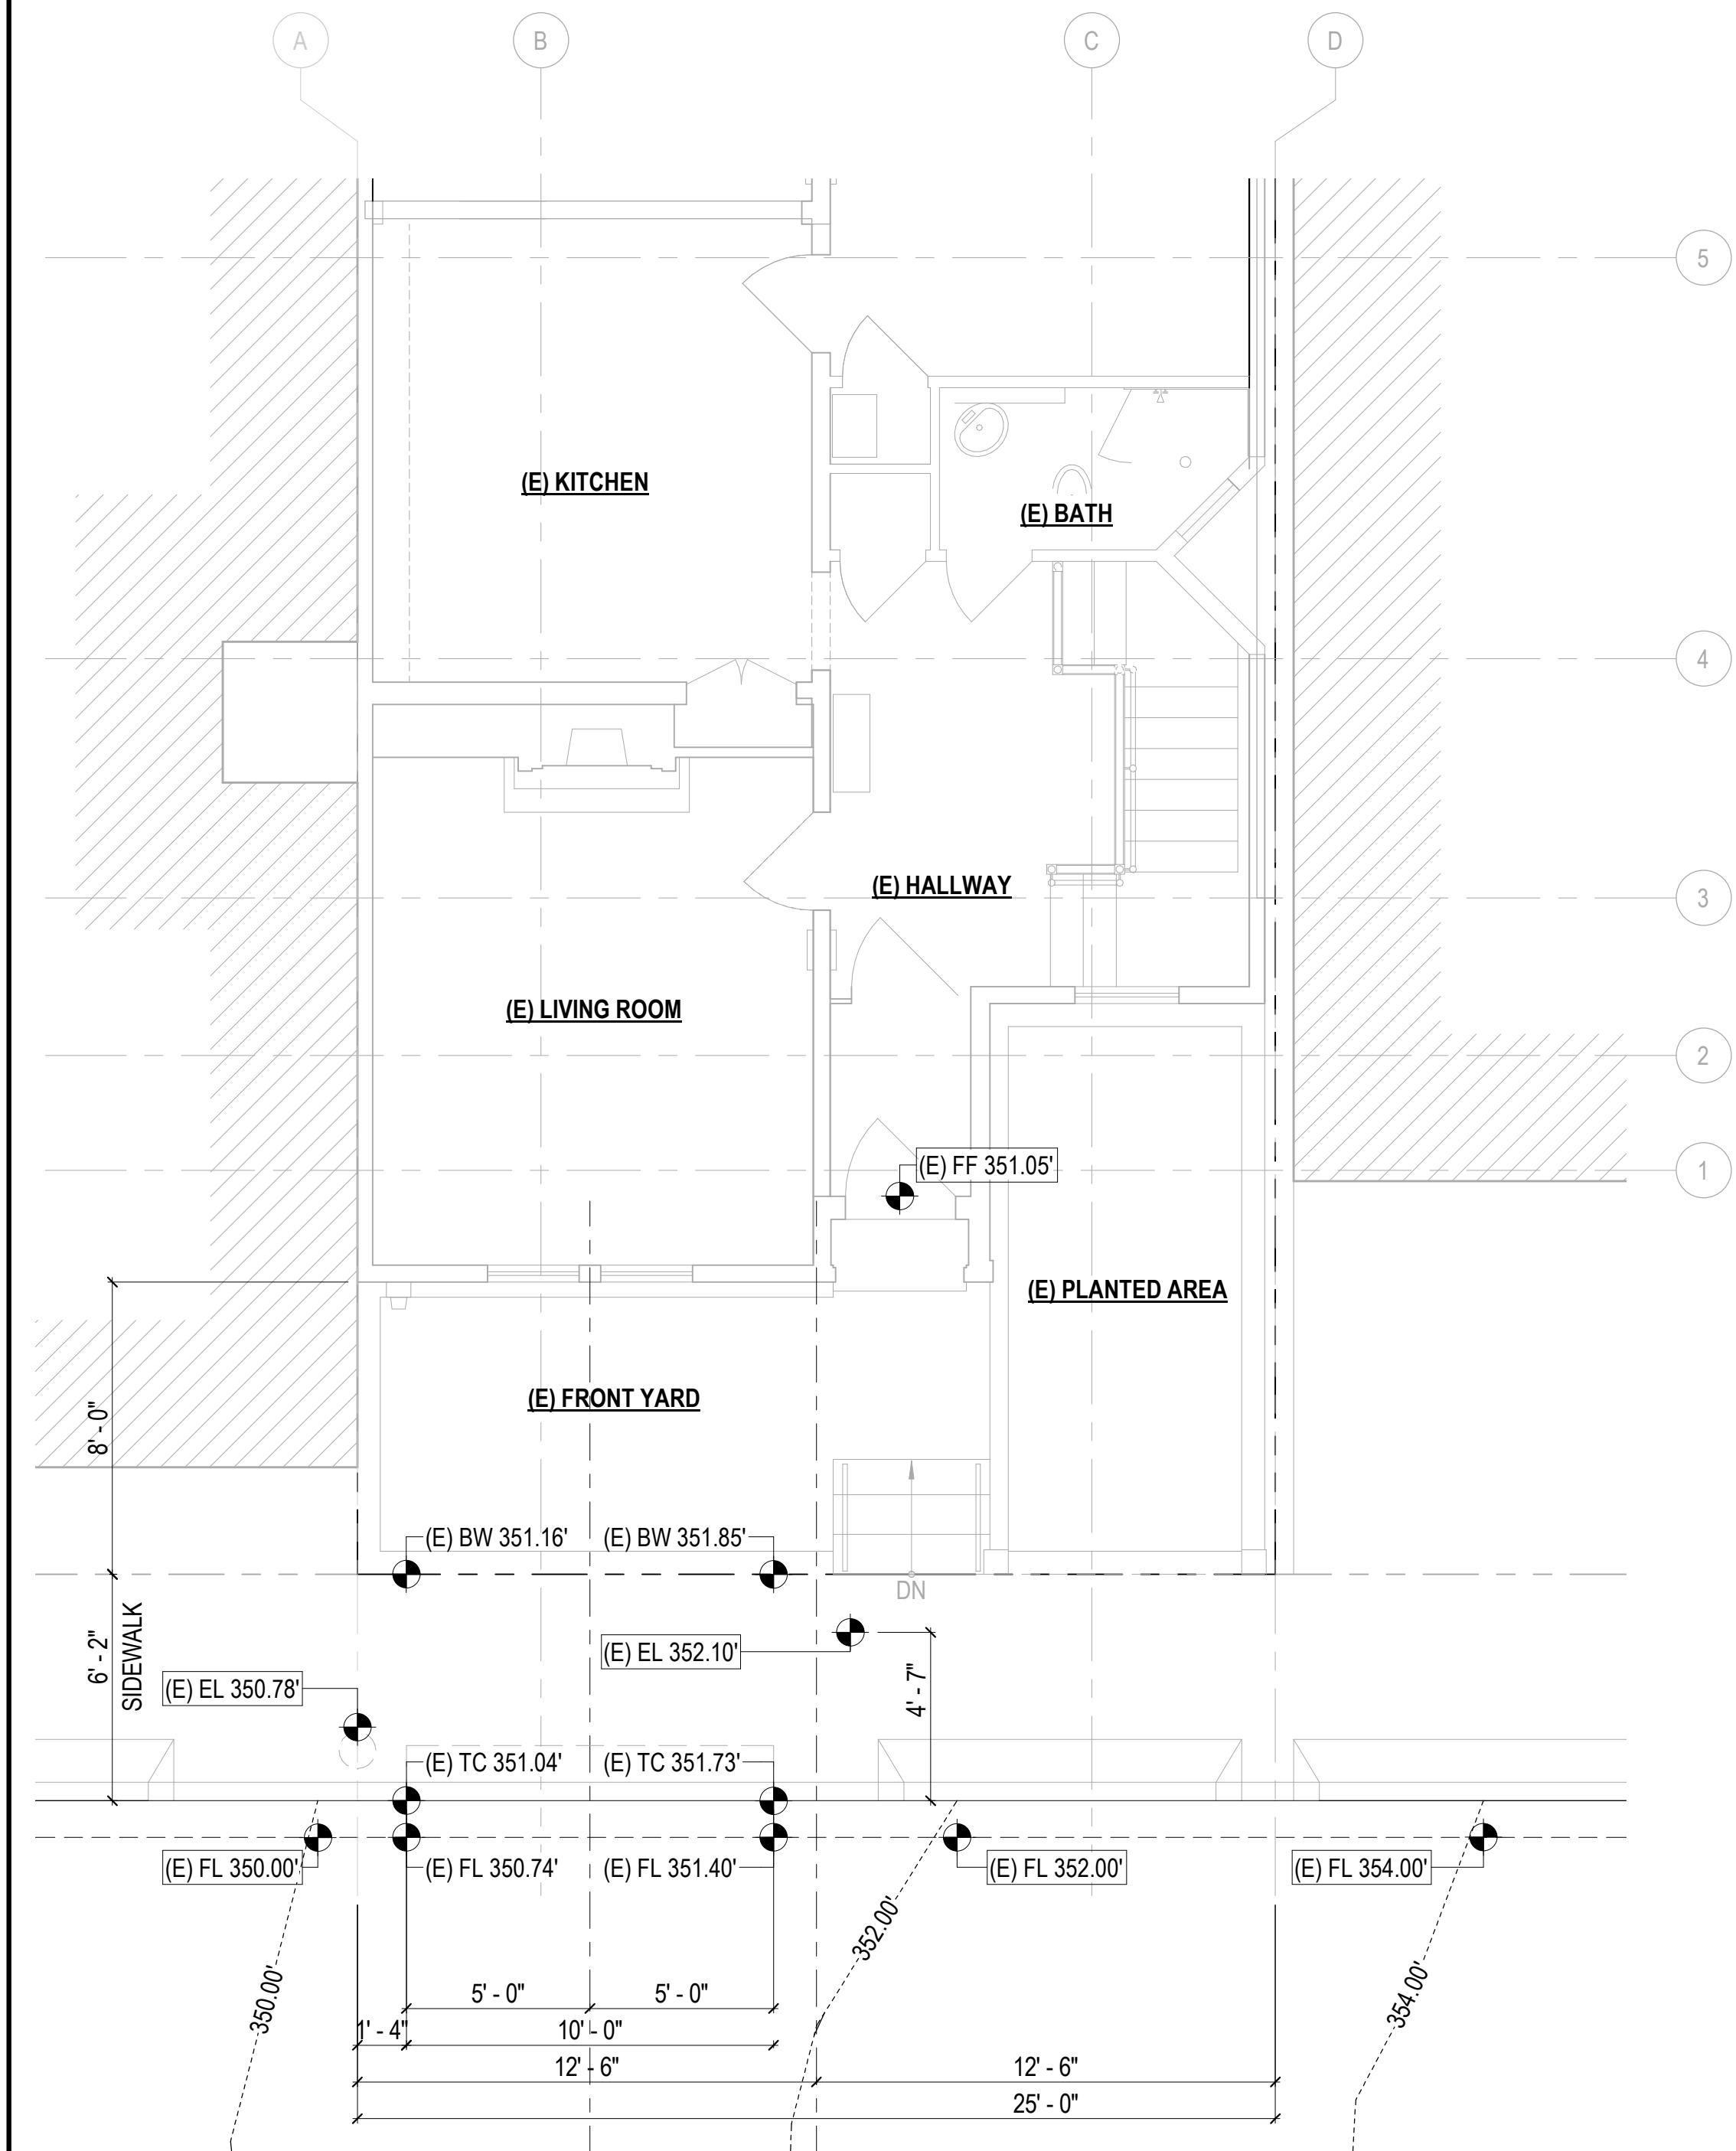 A
B
C
D
5
(E) KITCHEN
(E) BATH
4
(E) HALLWAY
3
(E) LIVING ROOM
2
(E) FF 351.05'
1
(E) PLANTED AREA
(E) FRONT YARD
8' - 0"
(E) BW 351.16'
(E) BW 351.85'
DN
6' - 2"
SIDEWALK
(E) EL 352.10'
4' - 7"
(E) EL 350.78'
(E) TC 351.04'
(E) TC 351.73'
(E) FL 350.00'
(E) FL 350.74'
(E) FL 351.40'
(E) FL 352.00'
(E) FL 354.00'
352.00'
350.00'
354.00'
5' - 0"
5' - 0"
1' - 4"
10' - 0"
12' - 6"
12' - 6"
25' - 0"